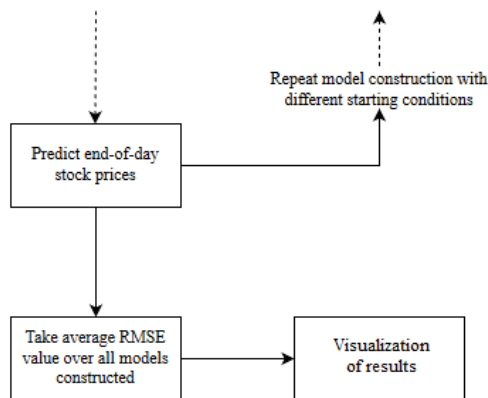 Repeat model construction with
different starting conditions
Predict end-of-day
stock prices
Take average RMSE
value over all models
constructed
Visualization
of results